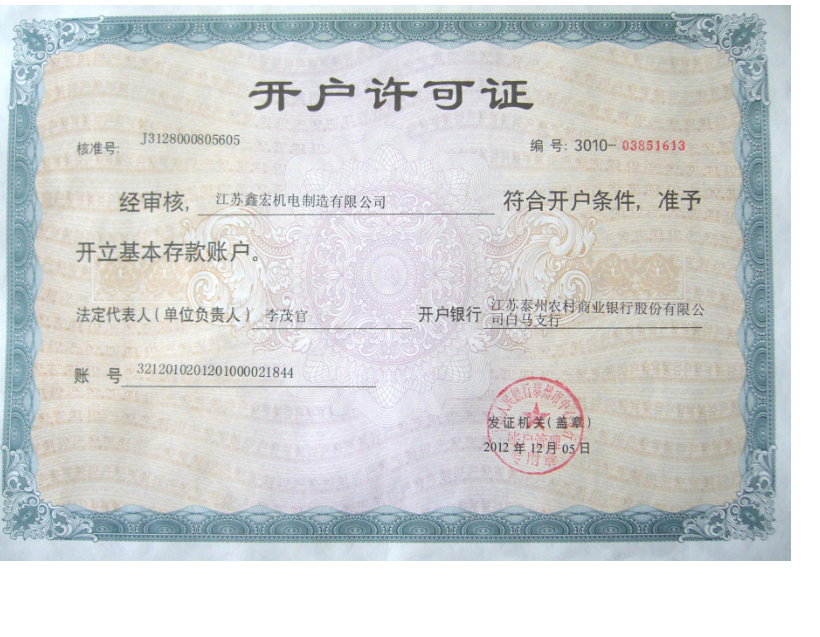 开户许可证
核准号: J3128000805605
编 号: 3010-03851613
经审核, 江苏鑫宏机电制造有限公司 符合开户条件, 准予
开立基本存款账户。
法定代表人(单位负责人) 李茂官 开户银行 江苏泰州农村商业银行股份有限公
司白马支行
账 号 3212010201201000021844
发证机关(盖章)
2012 年 12 月 05 日